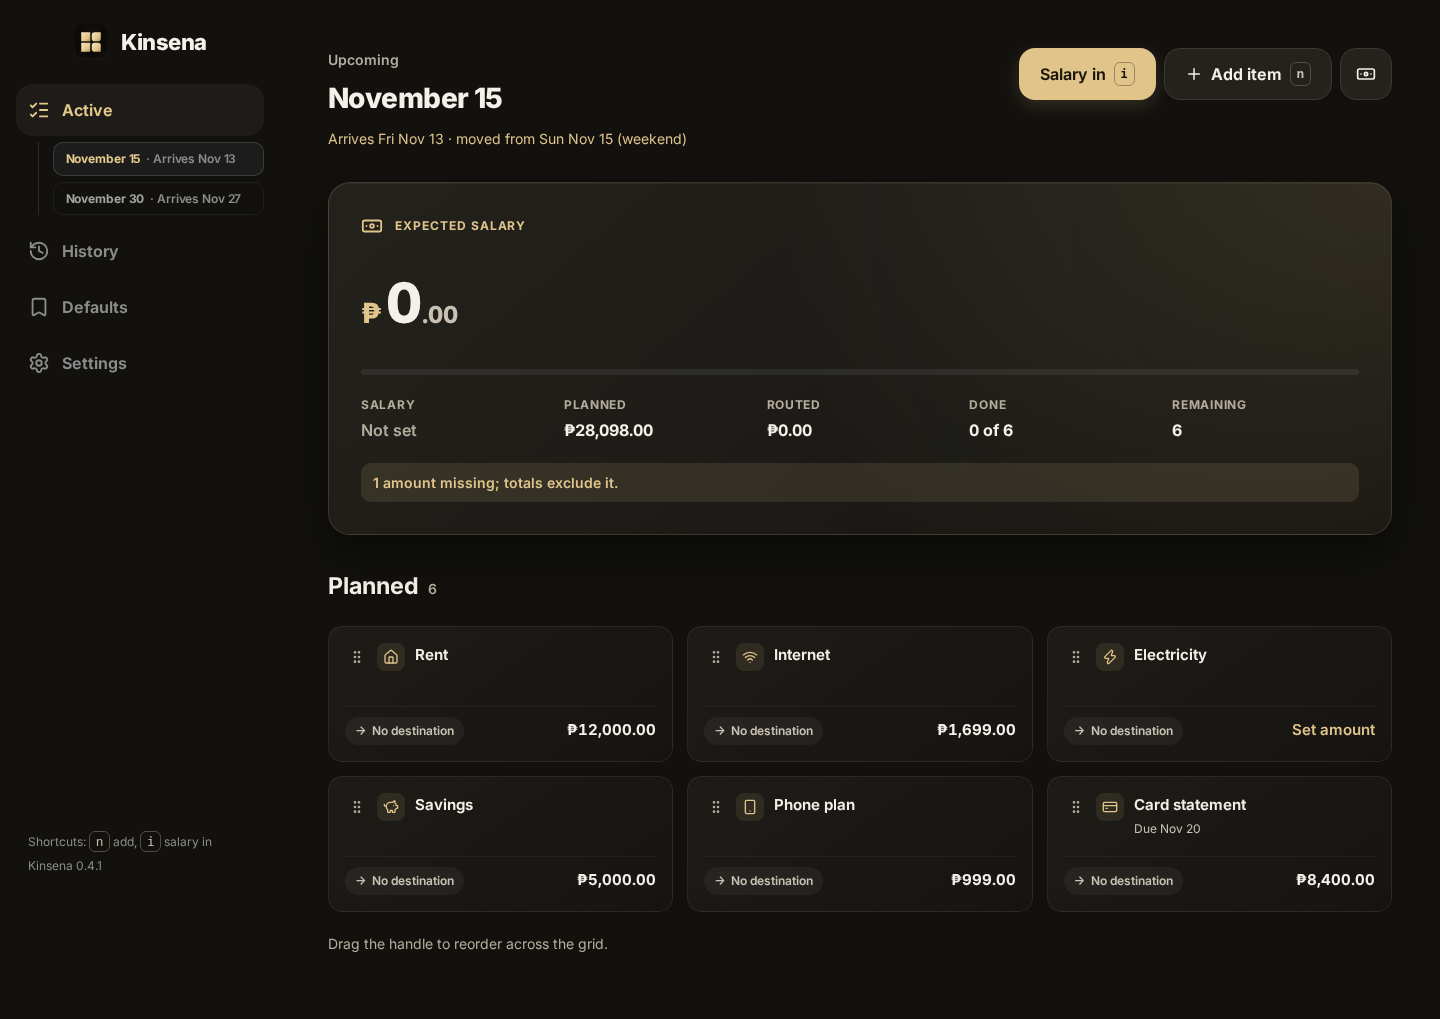 Kinsena
Active
November 15 · Arrives Nov 13
November 30 · Arrives Nov 27
History
Defaults
Settings
Shortcuts: n add, i salary in
Kinsena 0.4.1
Upcoming
November 15
Arrives Fri Nov 13 · moved from Sun Nov 15 (weekend)
Salary in i
Add item n
EXPECTED SALARY
₱0.00
SALARY PLANNED ROUTED DONE REMAINING
Not set ₱28,098.00 ₱0.00 0 of 6 6
1 amount missing; totals exclude it.
Planned 6
Rent
No destination ₱12,000.00
Internet
No destination ₱1,699.00
Electricity
No destination Set amount
Savings
No destination ₱5,000.00
Phone plan
No destination ₱999.00
Card statement
Due Nov 20
No destination ₱8,400.00
Drag the handle to reorder across the grid.